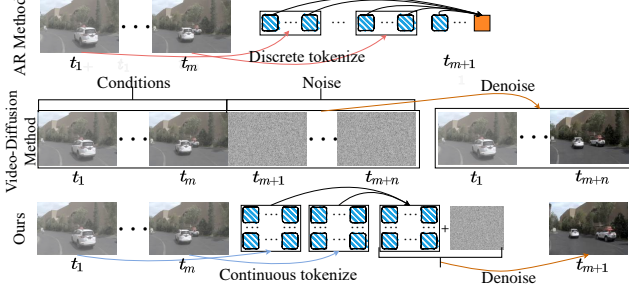 AR Method
t1 tm tm+1
Discrete tokenize
Conditions Noise Denoise
Video-Diffusion
Method
t1 tm tm+1 tm+n t1 tm+n
Ours
+
t1 tm tm+1
Continuous tokenize Denoise